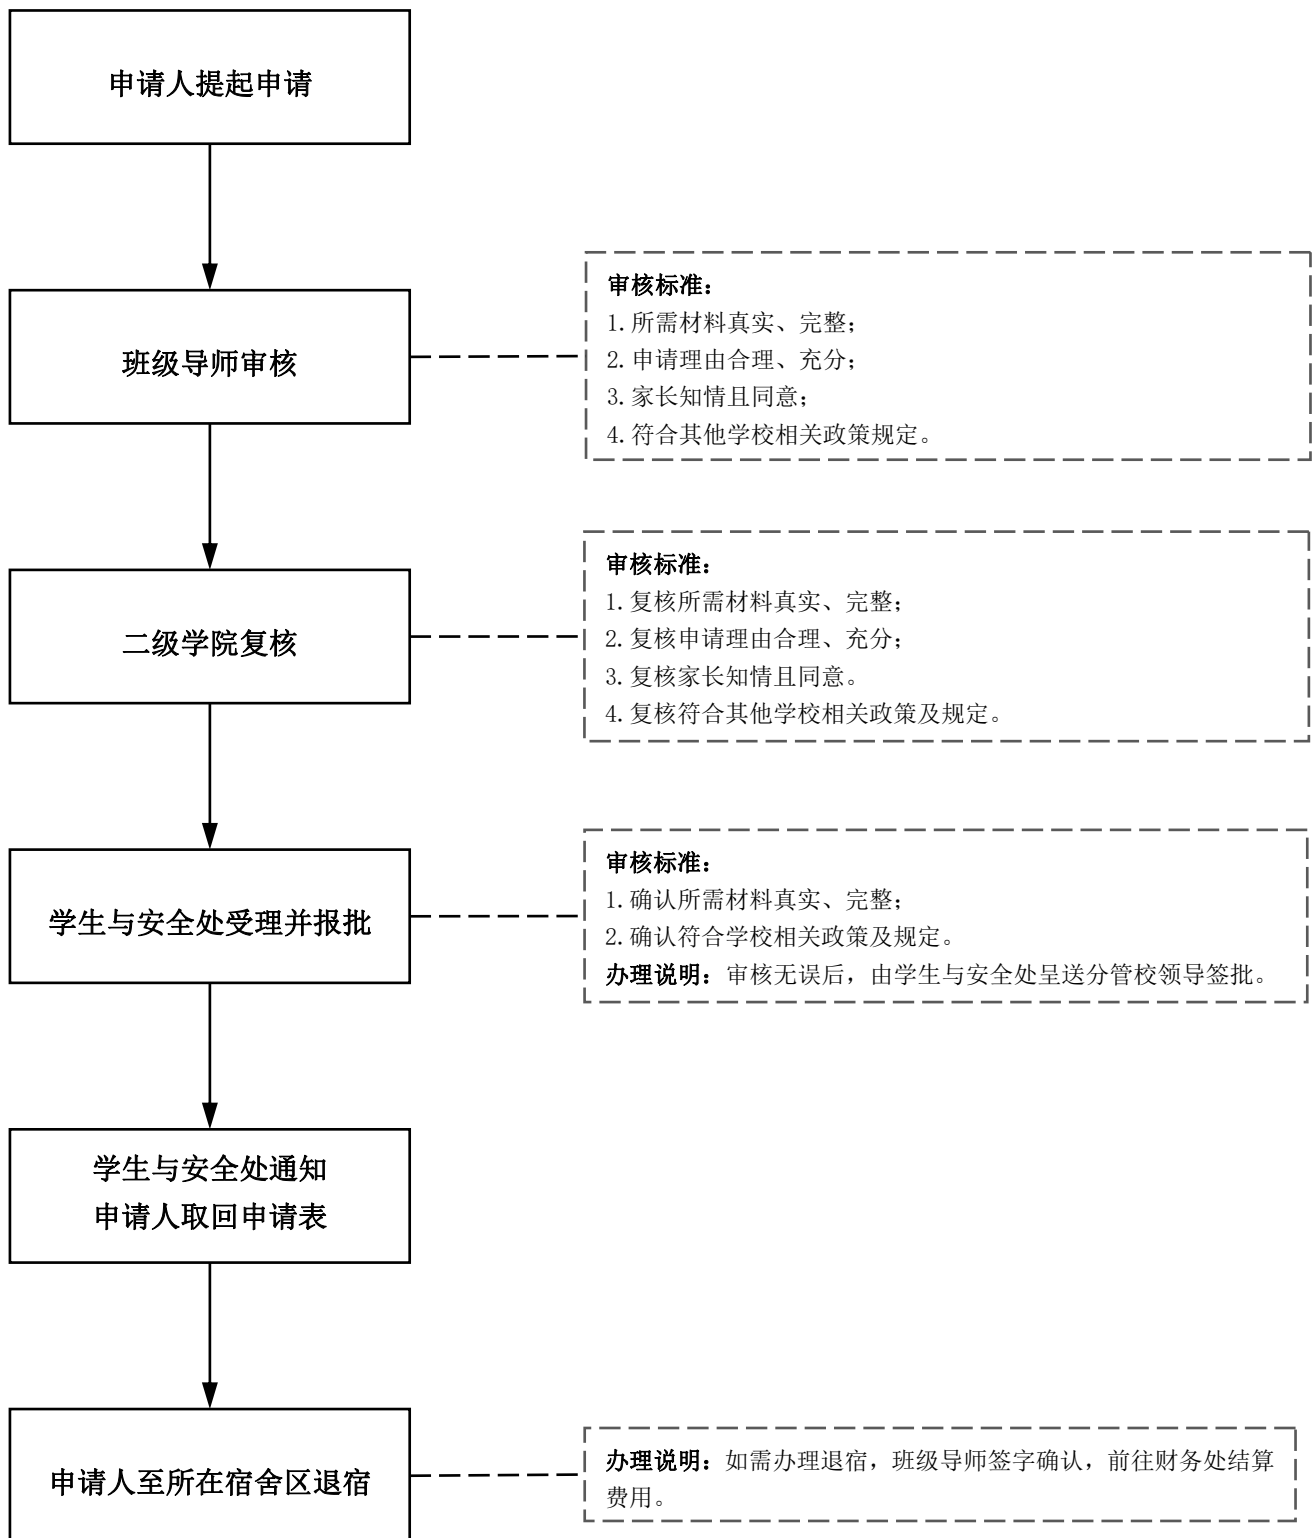 申请人提起申请
审核标准：
1.所需材料真实、完整；
2.申请理由合理、充分；
3.家长知情且同意；
4.符合其他学校相关政策规定。
班级导师审核
审核标准：
1.复核所需材料真实、完整；
2.复核申请理由合理、充分；
3.复核家长知情且同意。
4.复核符合其他学校相关政策及规定。
二级学院复核
审核标准：
1.确认所需材料真实、完整；
2.确认符合学校相关政策及规定。
办理说明：审核无误后，由学生与安全处呈送分管校领导签批。
学生与安全处受理并报批
学生与安全处通知
申请人取回申请表
办理说明：如需办理退宿，班级导师签字确认，前往财务处结算
费用。
申请人至所在宿舍区退宿